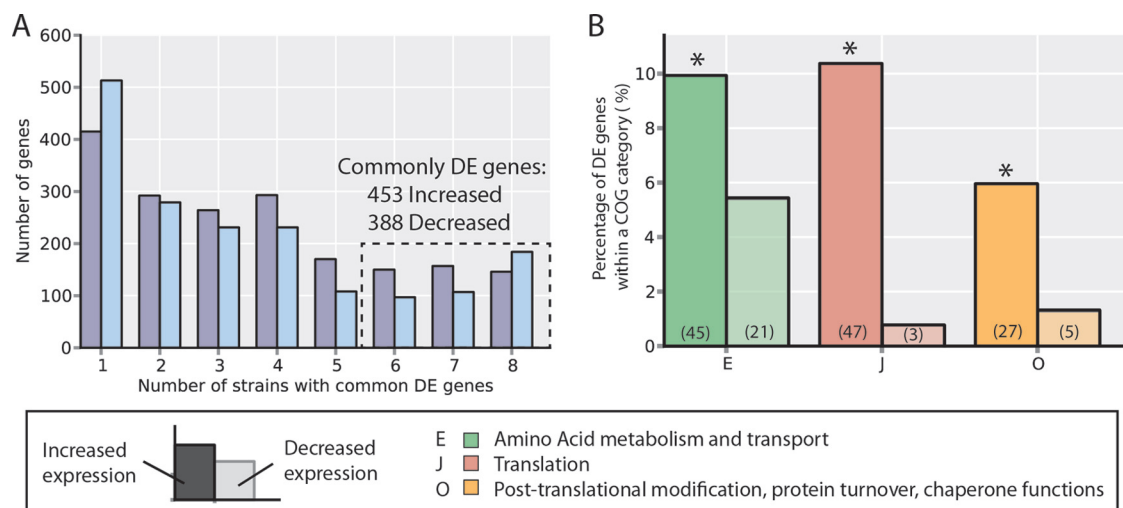 A
600
500
400
300
200
100
0
Number of genes
Commonly DE genes:
453 Increased
388 Decreased
1 2 3 4 5 6 7 8
Number of strains with common DE genes
B
10
8
6
4
2
0
Percentage of DE genes
within a COG category ( %)
* * *
(45) (21) (47) (3) (27) (5)
E J O
Increased
expression
Decreased
expression
E Amino Acid metabolism and transport
J Translation
O Post-translational modification, protein turnover, chaperone functions